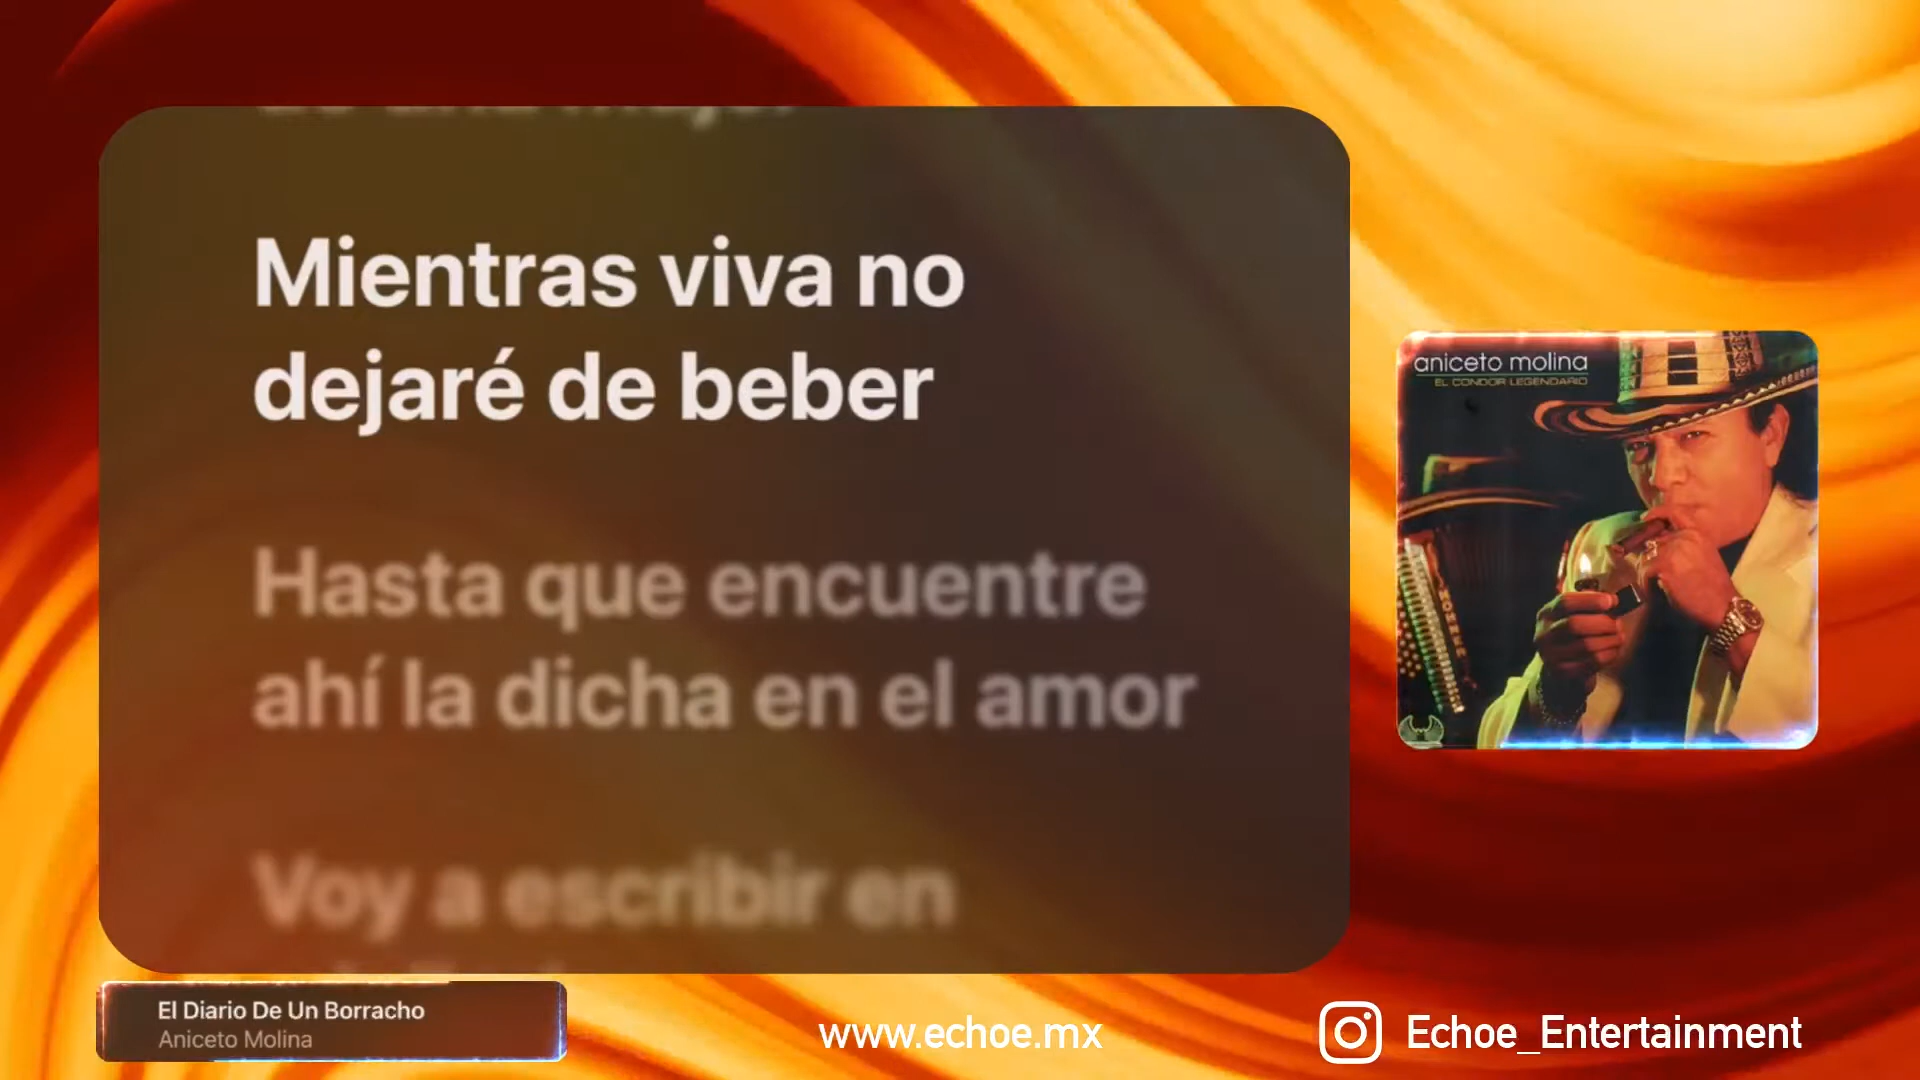 Mientras viva no
dejaré de beber
Hasta que encuentre
ahí la dicha en el amor
Voy a escribir en
aniceto molina
EL CONDOR LEGENDARIO
El Diario De Un Borracho
Aniceto Molina
www.echoe.mx
Echoe_Entertainment